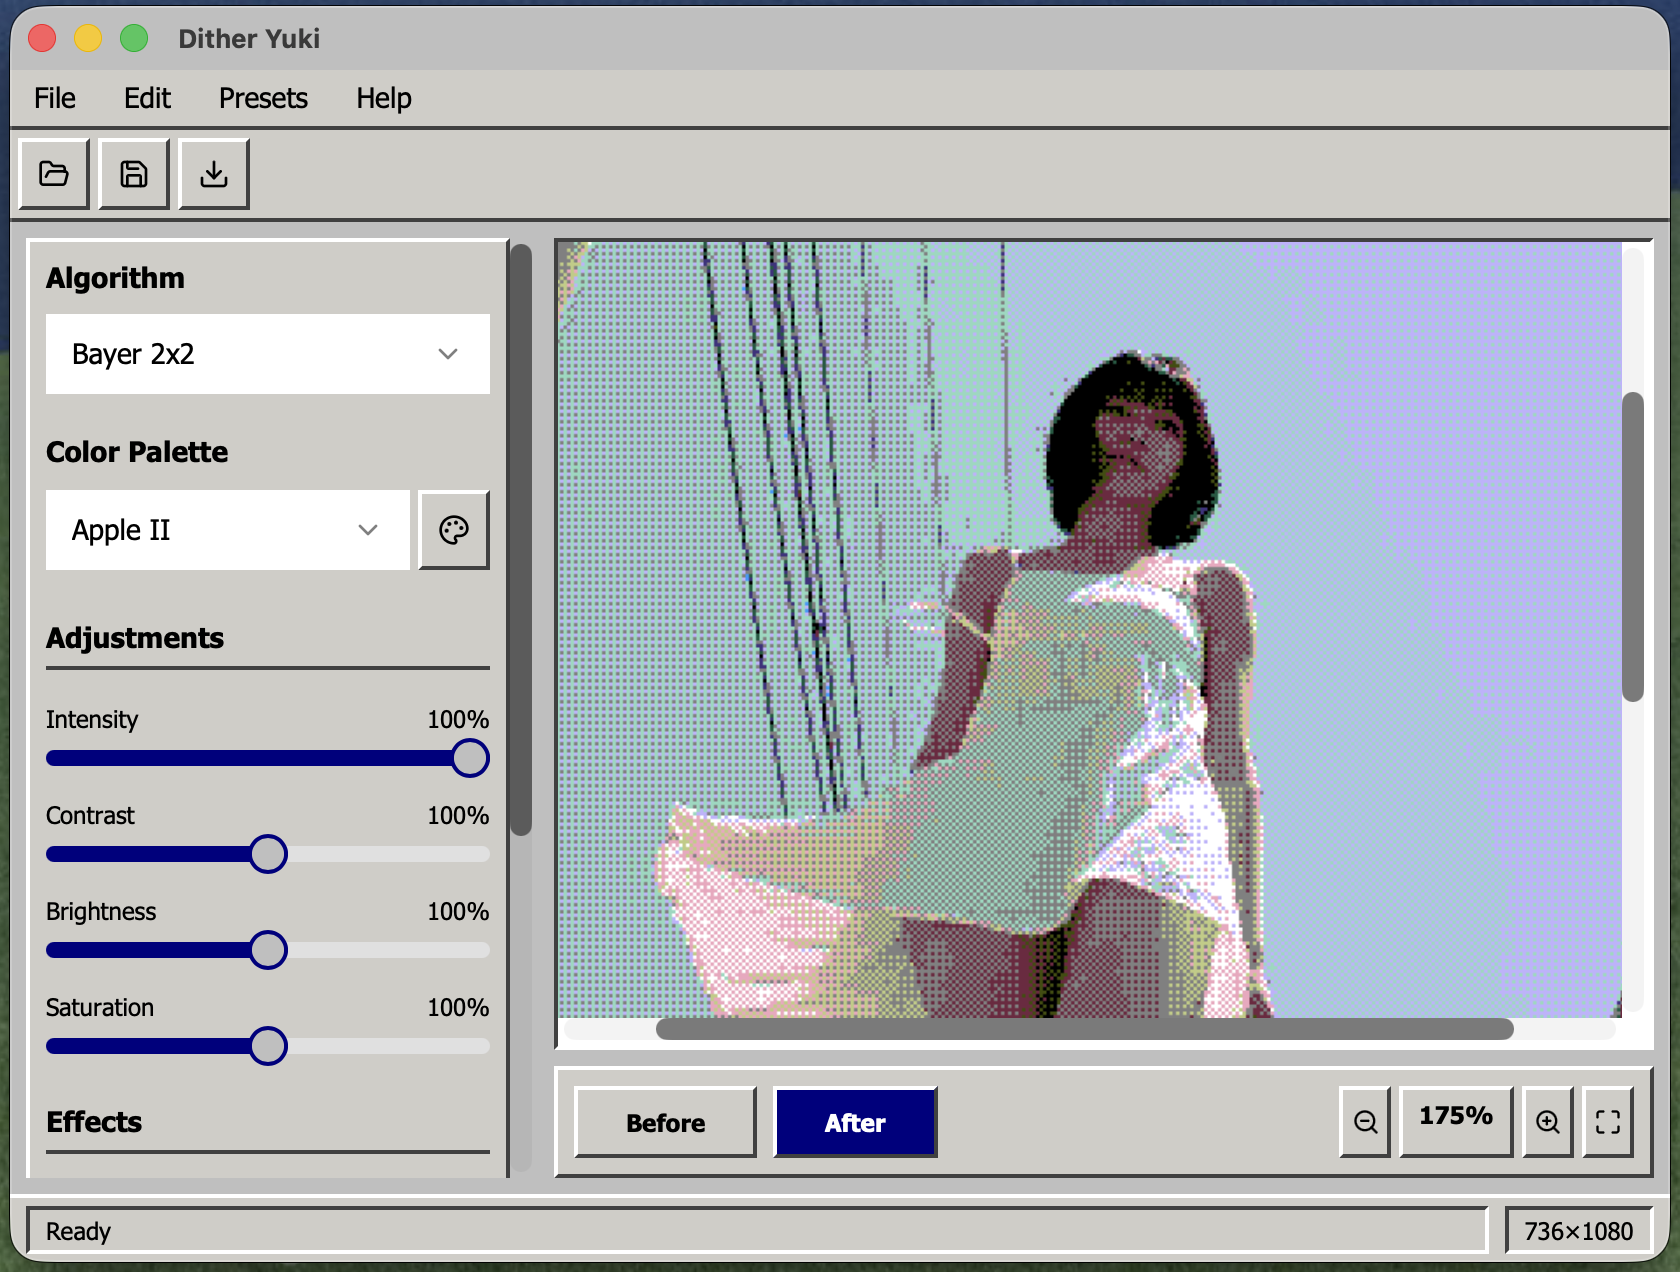 Dither Yuki
File Edit Presets Help
Algorithm
Bayer 2x2
Color Palette
Apple II
Adjustments
Intensity 100%
Contrast 100%
Brightness 100%
Saturation 100%
Effects
Before After 175%
Ready 736×1080